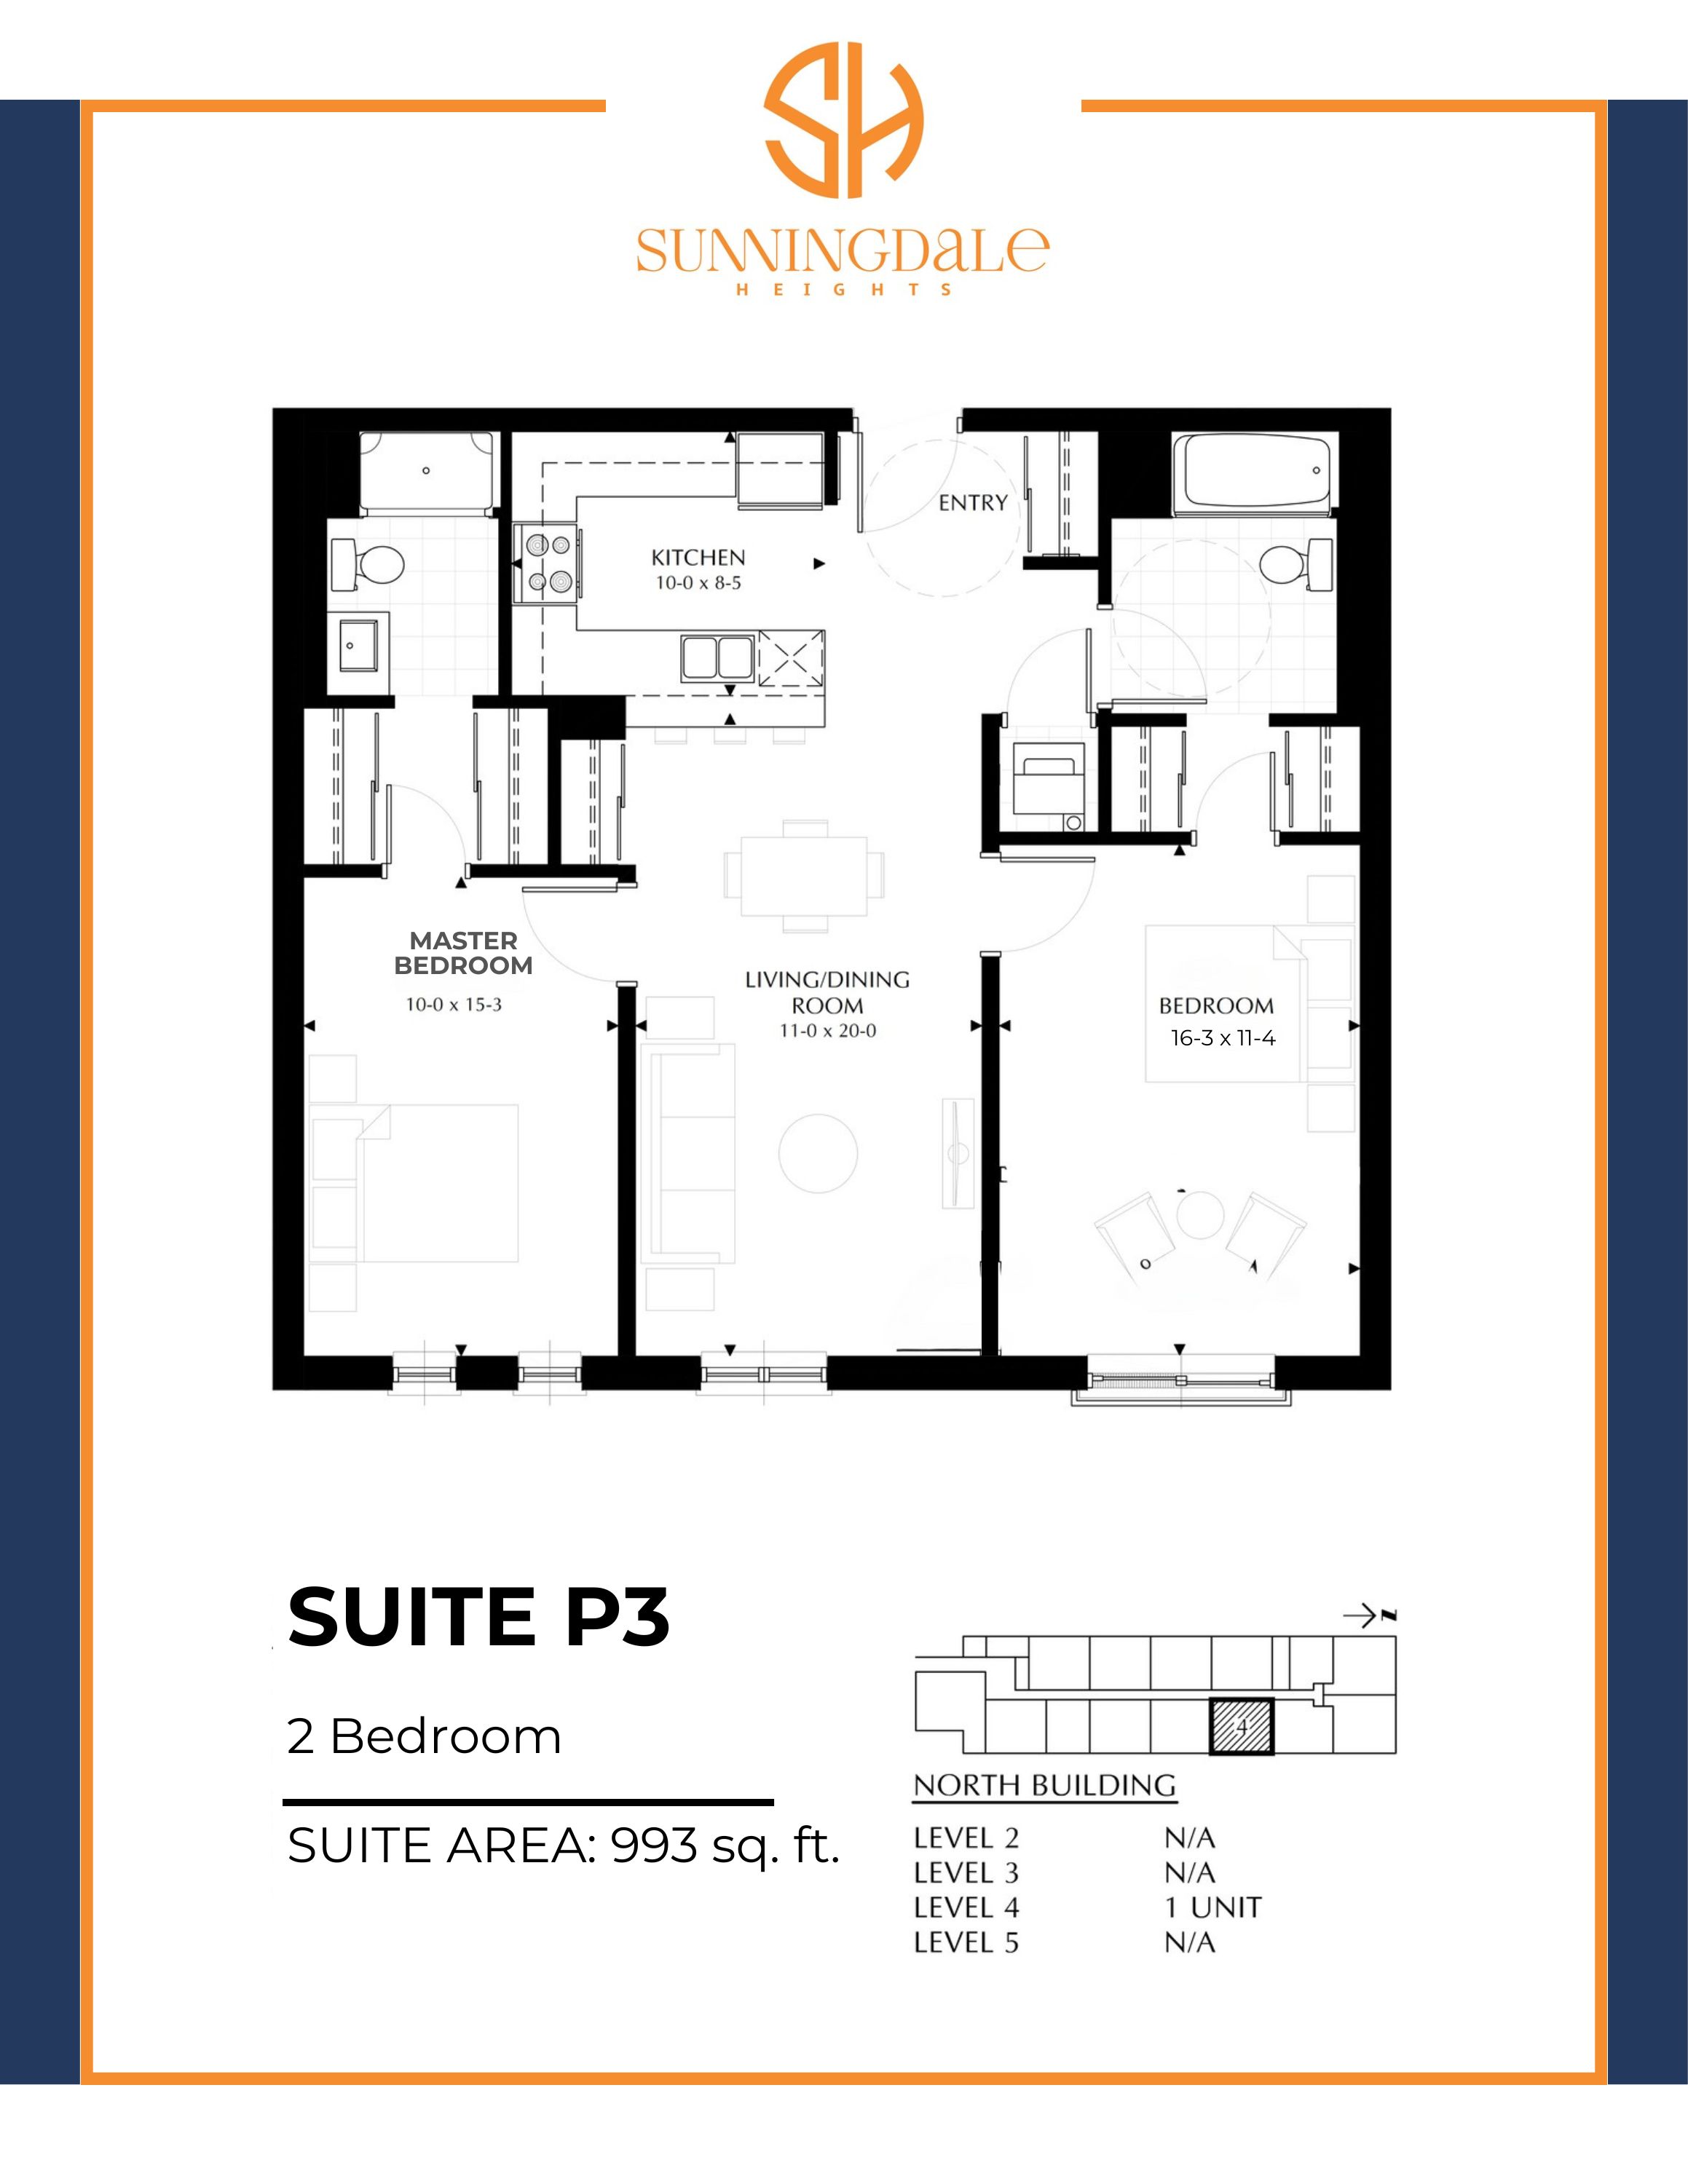 SH
SUNNINGDALE
HEIGHTS
ENTRY
KITCHEN
10-0 x 8-5
MASTER
BEDROOM
10-0 x 15-3
LIVING/DINING
ROOM
11-0 x 20-0
BEDROOM
16-3 x 11-4
SUITE P3
2 Bedroom
SUITE AREA: 993 sq. ft.
N
4
NORTH BUILDING
LEVEL 2 N/A
LEVEL 3 N/A
LEVEL 4 1 UNIT
LEVEL 5 N/A